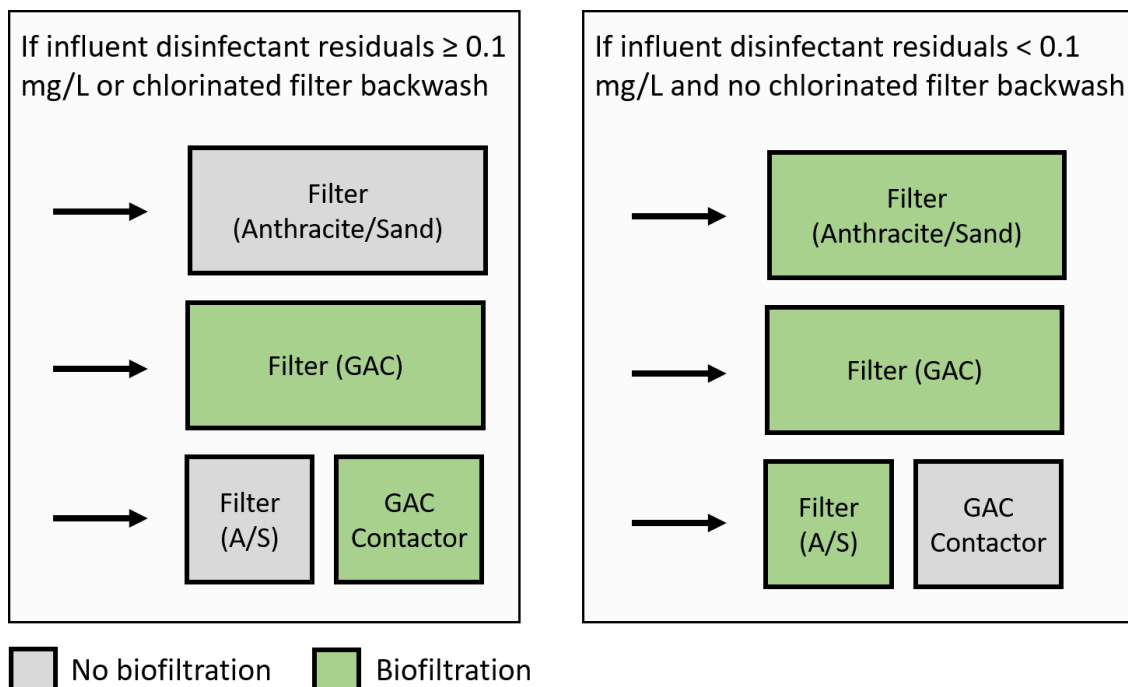 If influent disinfectant residuals ≥ 0.1
mg/L or chlorinated filter backwash
Filter
(Anthracite/Sand)
Filter (GAC)
Filter
(A/S)
GAC
Contactor
If influent disinfectant residuals < 0.1
mg/L and no chlorinated filter backwash
Filter
(Anthracite/Sand)
Filter (GAC)
Filter
(A/S)
GAC
Contactor
No biofiltration
Biofiltration